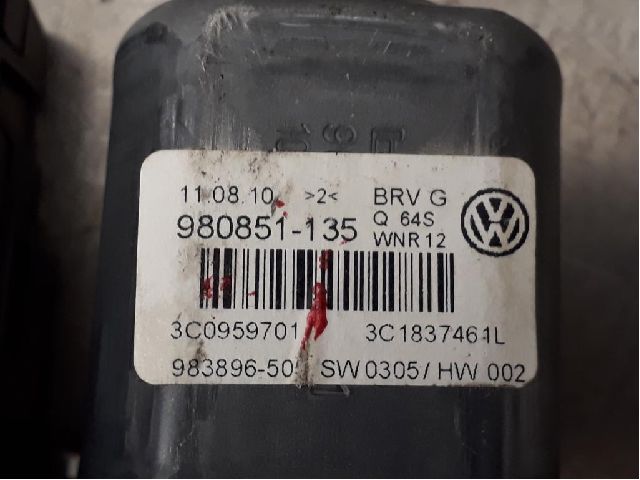 11.08.10 >2< BRV G
Q 64S
980851-135 WNR 12
3C0959701 3C1837461L
983896-50 SW 0305/ HW 002